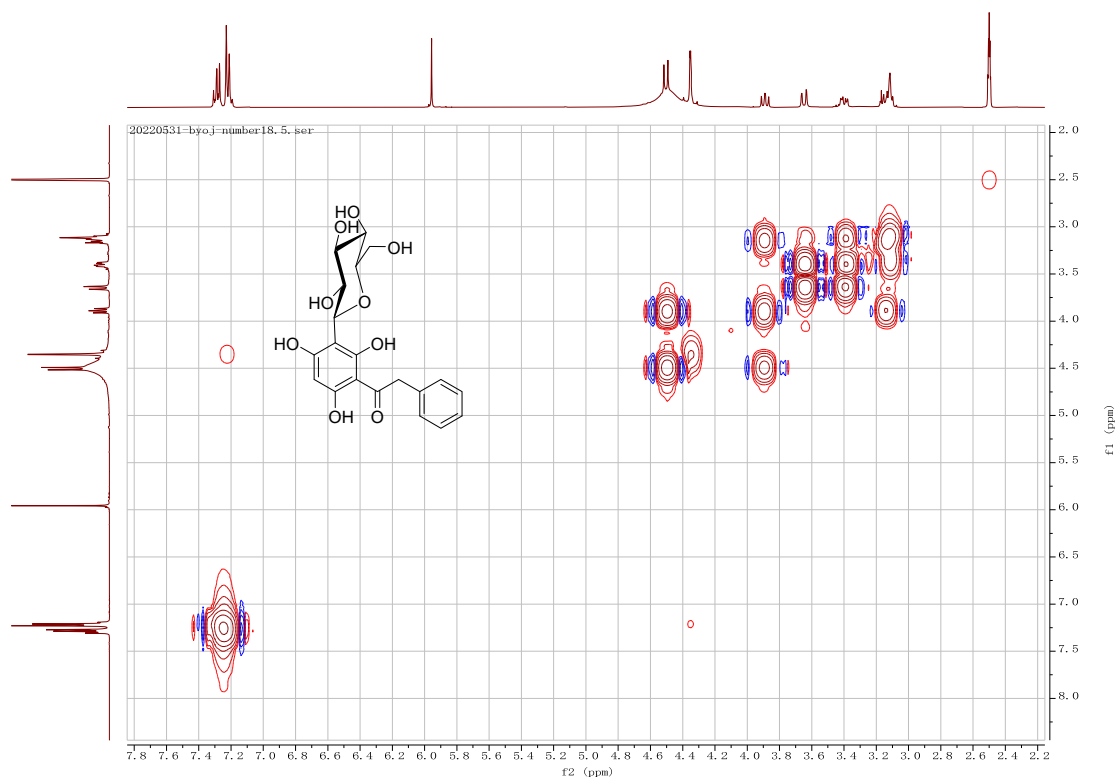 20220531-byoj-number18.5.ser
2.0
2.5
3.0
3.5
4.0
4.5
5.0
5.5
6.0
6.5
7.0
7.5
8.0
f1 (ppm)
HO
OH
OH
HO
O
HO
OH
OH
O
7.8 7.6 7.4 7.2 7.0 6.8 6.6 6.4 6.2 6.0 5.8 5.6 5.4 5.2 5.0 4.8 4.6 4.4 4.2 4.0 3.8 3.6 3.4 3.2 3.0 2.8 2.6 2.4 2.2
f2 (ppm)